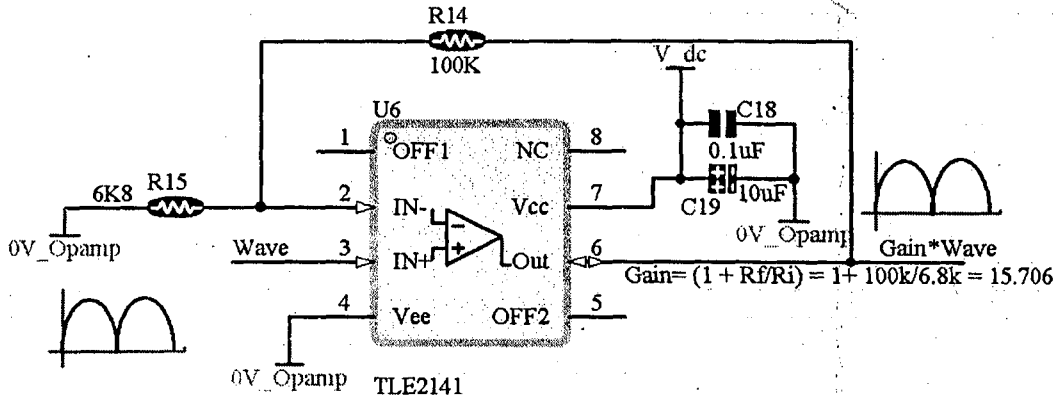 R14
100K
V_dc
U6
C18
1
OFF1
NC
8
0.1uF
6K8
R15
2
IN-
Vcc
7
C19
10uF
0V_Opamp
0V_Opamp
Wave
3
IN+
Out
6
Gain*Wave
Gain= (1 + Rf/Ri) = 1+ 100k/6.8k = 15.706
4
Vee
OFF2
5
0V_Opamp
TLE2141